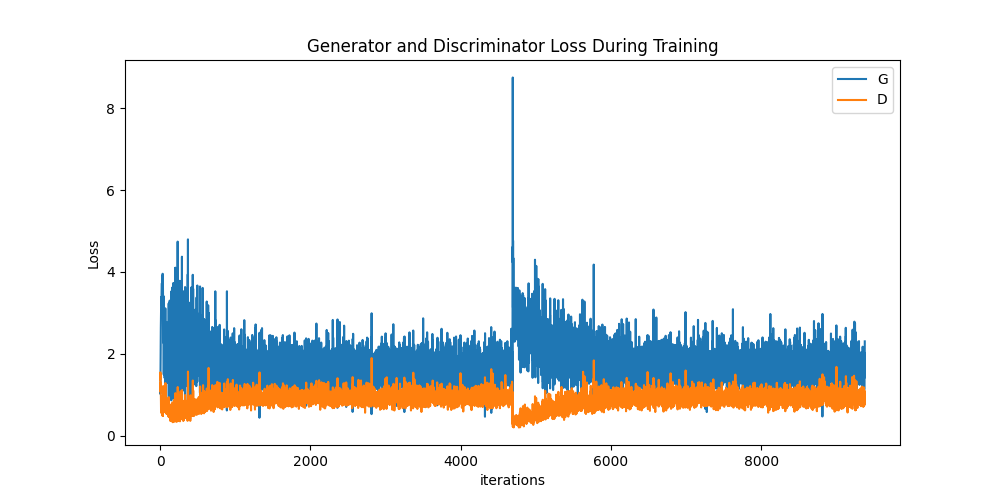 Generator and Discriminator Loss During Training
G
D
8
6
4
2
0
Loss
0 2000 4000 6000 8000
iterations